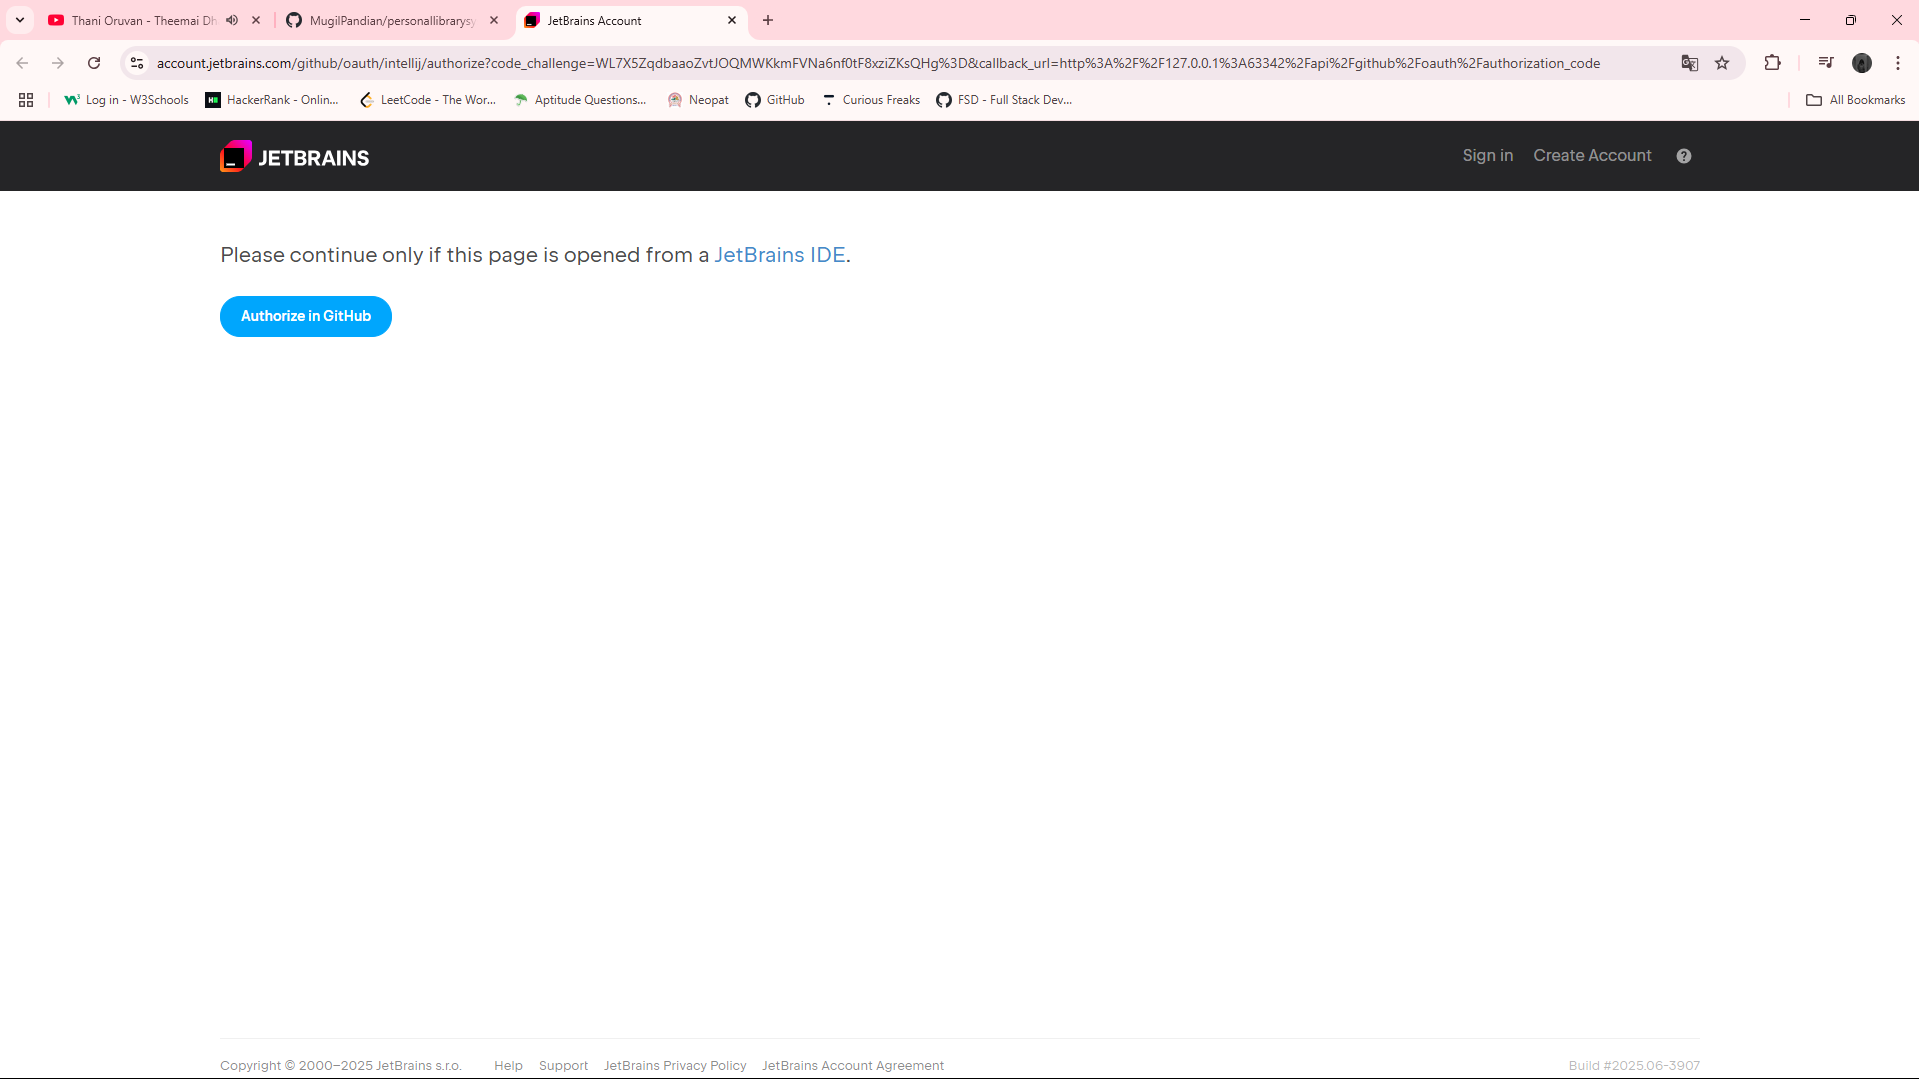 Thani Oruvan - Theemai Dh
MugilPandian/personallibrarysy
JetBrains Account
account.jetbrains.com/github/oauth/intellij/authorize?code_challenge=WL7X5ZqdbaaoZvtJOQMWKkmFVNa6nf0tF8xziZKsQHg%3D&callback_url=http%3A%2F%2F127.0.0.1%3A63342%2Fapi%2Fgithub%2Foauth%2Fauthorization_code
Log in - W3Schools
HackerRank - Onlin...
LeetCode - The Wor...
Aptitude Questions...
Neopat
GitHub
Curious Freaks
FSD - Full Stack Dev...
All Bookmarks
JETBRAINS
Sign in
Create Account
?
Please continue only if this page is opened from a JetBrains IDE.
Authorize in GitHub
Copyright © 2000–2025 JetBrains s.r.o.
Help
Support
JetBrains Privacy Policy
JetBrains Account Agreement
Build #2025.06-3907